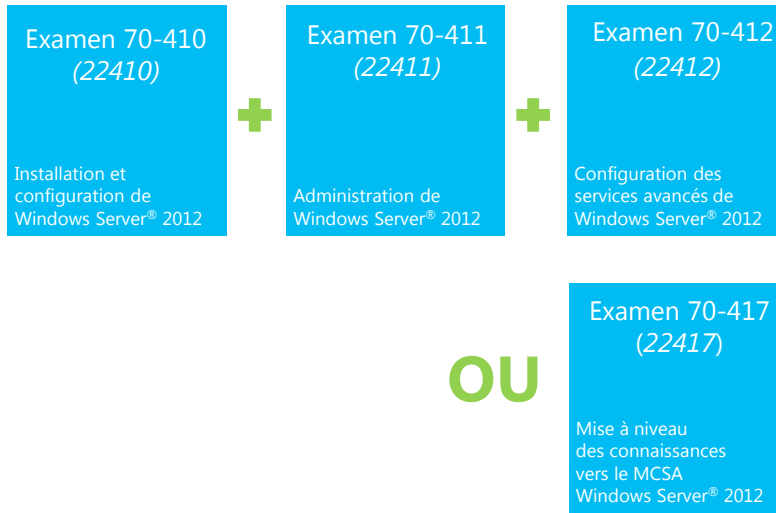 Examen 70-410
(22410)
Installation et
configuration de
Windows Server® 2012
Examen 70-411
(22411)
Administration de
Windows Server® 2012
Examen 70-412
(22412)
Configuration des
services avancés de
Windows Server® 2012
OU
Examen 70-417
(22417)
Mise à niveau
des connaissances
vers le MCSA
Windows Server® 2012